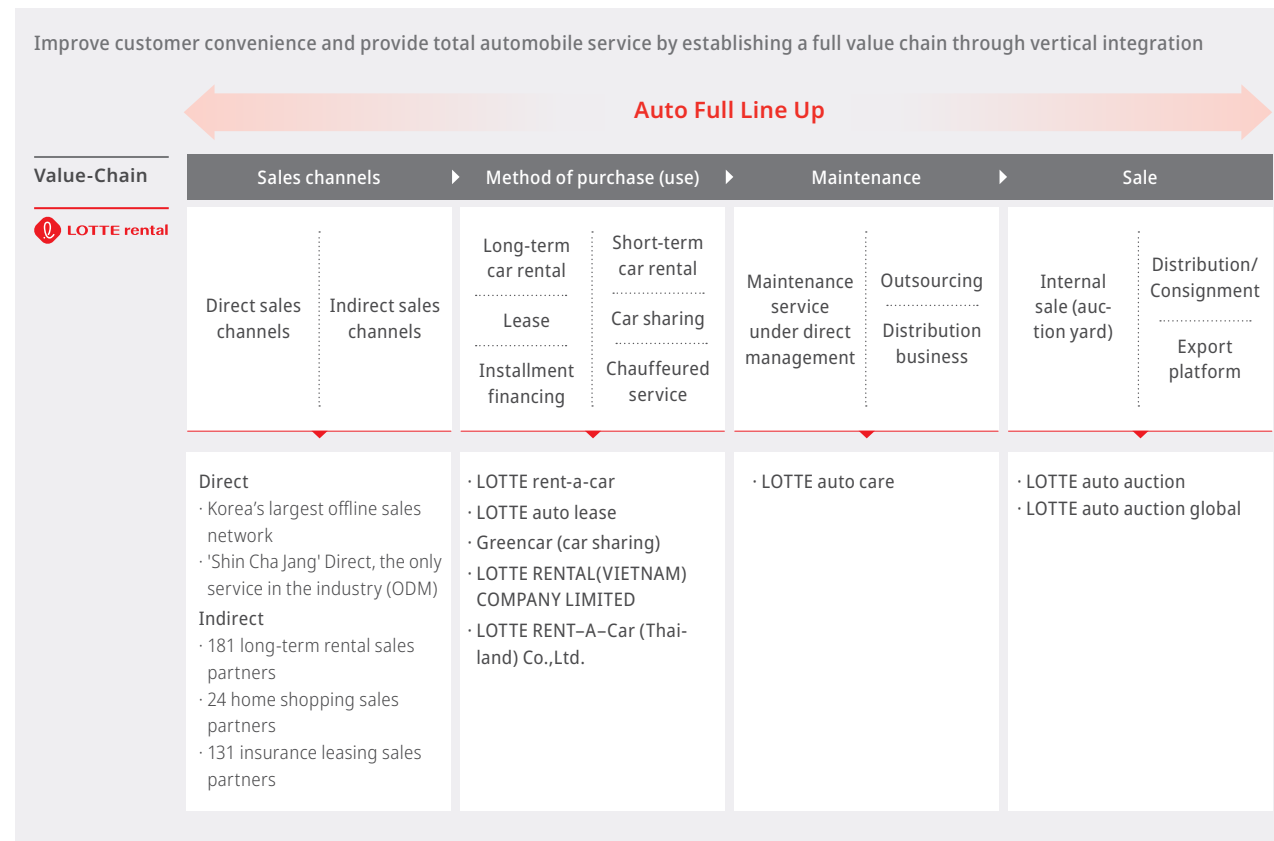 Improve customer convenience and provide total automobile service by establishing a full value chain through vertical integration
Auto Full Line Up
Value-Chain
Sales channels
Method of purchase (use)
Maintenance
Sale
LOTTE rental
Direct sales
channels
Indirect sales
channels
Long-term
car rental
Lease
Installment
financing
Short-term
car rental
Car sharing
Chauffeured
service
Maintenance
service
under direct
management
Outsourcing
Distribution
business
Internal
sale (auc-
tion yard)
Distribution/
Consignment
Export
platform
Direct
· Korea's largest offline sales
network
· 'Shin Cha Jang' Direct, the only
service in the industry (ODM)
Indirect
· 181 long-term rental sales
partners
· 24 home shopping sales
partners
· 131 insurance leasing sales
partners
· LOTTE rent-a-car
· LOTTE auto lease
· Greencar (car sharing)
· LOTTE RENTAL(VIETNAM)
COMPANY LIMITED
· LOTTE RENT–A–Car (Thai-
land) Co.,Ltd.
· LOTTE auto care
· LOTTE auto auction
· LOTTE auto auction global